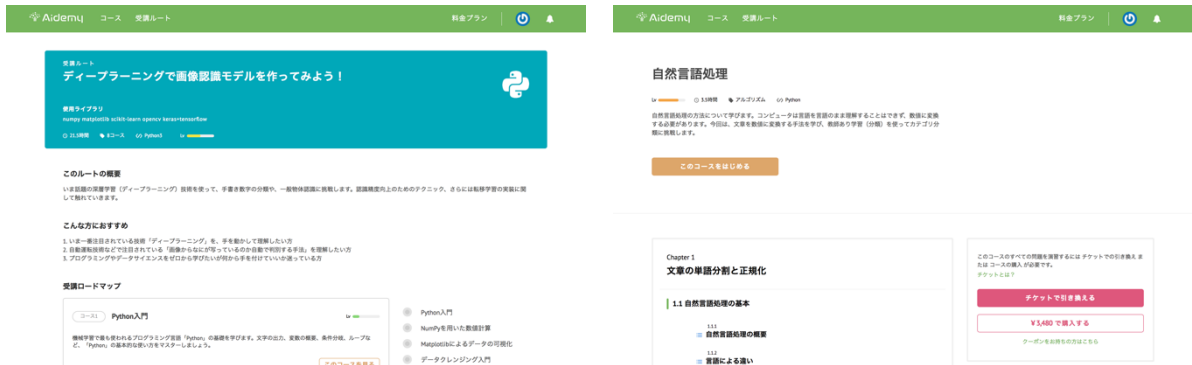 Aidemy コース 受講ルート 料金プラン
受講ルート
ディープラーニングで画像認識モデルを作ってみよう！
使用ライブラリ
numpy matplotlib scikit-learn opencv keras+tensorflow
21.5時間 8コース Python3 Lv
このルートの概要
いま話題の深層学習（ディープラーニング）技術を使って、手書き数字の分類や、一般物体認識に挑戦します。認識精度向上のためのテクニック、さらには転移学習の実装に関
して触れていきます。
こんな方におすすめ
1. いま一番注目されている技術「ディープラーニング」を、手を動かして理解したい方
2. 自動運転技術などで注目されている「画像からなにが写っているのか自動で判別する手法」を理解したい方
3. プログラミングやデータサイエンスをゼロから学びたいが何から手を付けていいか迷っている方
受講ロードマップ
コース1 Python入門 Lv
機械学習で最も使われるプログラミング言語「Python」の基礎を学びます。文字の出力、変数の概要、条件分岐、ループな
ど、「Python」の基本的な使い方をマスターしましょう。
このコースを見る
Python入門
NumPyを用いた数値計算
Matplotlibによるデータの可視化
データクレンジング入門
Aidemy コース 受講ルート 料金プラン
自然言語処理
Lv 3.5時間 アルゴリズム Python
自然言語処理の方法について学びます。コンピュータは言語を言語のまま理解することはできず、数値に変換
する必要があります。今回は、文章を数値に変換する手法を学び、教師あり学習（分類）を使ってカテゴリ分
類に挑戦します。
このコースをはじめる
Chapter 1
文章の単語分割と正規化
1.1 自然言語処理の基本
1.1.1
自然言語処理の概要
1.1.2
言語による違い
このコースのすべての問題を演習するには チケットでの引き換え ま
たは コースの購入 が必要です。
チケットとは？
チケットで引き換える
¥3,480 で購入する
クーポンをお持ちの方はこちら